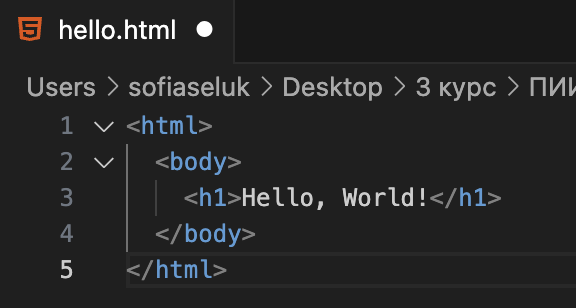 hello.html
Users > sofiaseluk > Desktop > 3 курс >
1 <html>
2 <body>
3 <h1>Hello, World!</h1>
4 </body>
5 </html>